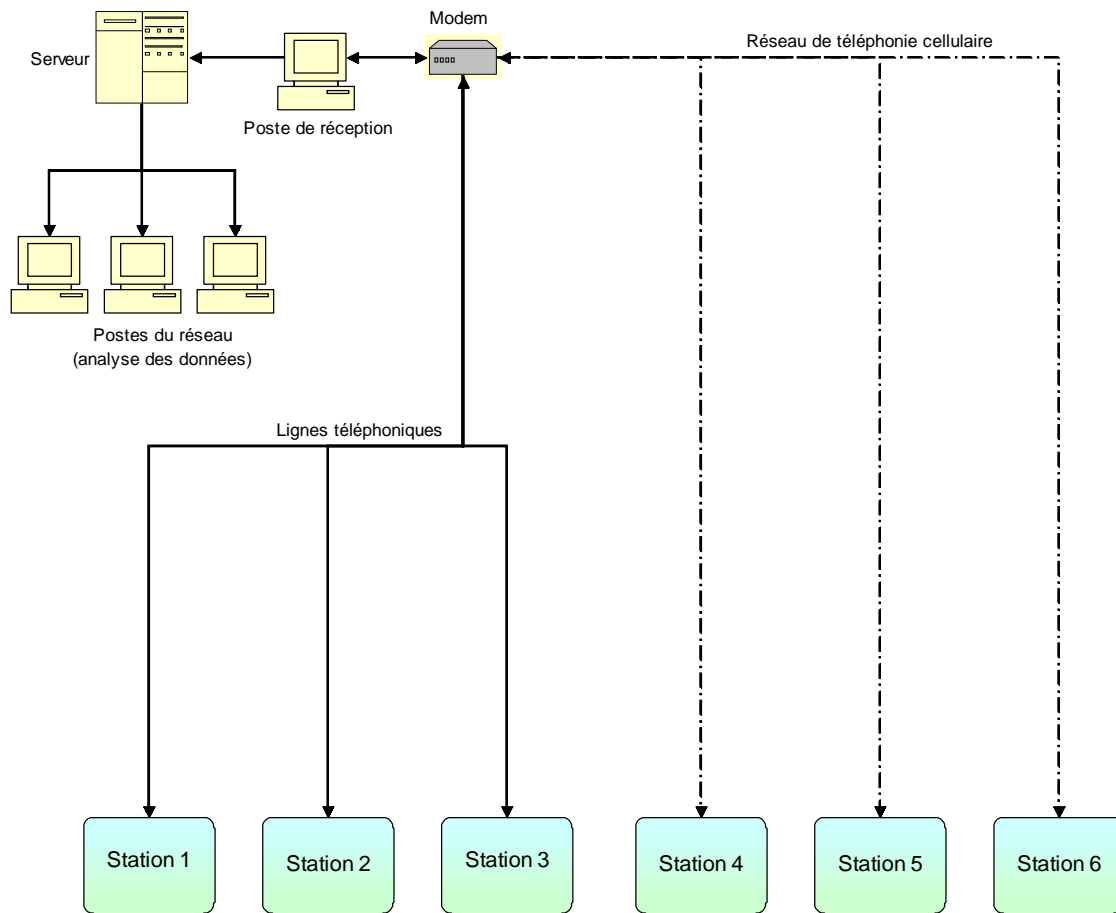 Modem
Réseau de téléphonie cellulaire
Serveur
Poste de réception
Postes du réseau
(analyse des données)
Lignes téléphoniques
Station 1
Station 2
Station 3
Station 4
Station 5
Station 6